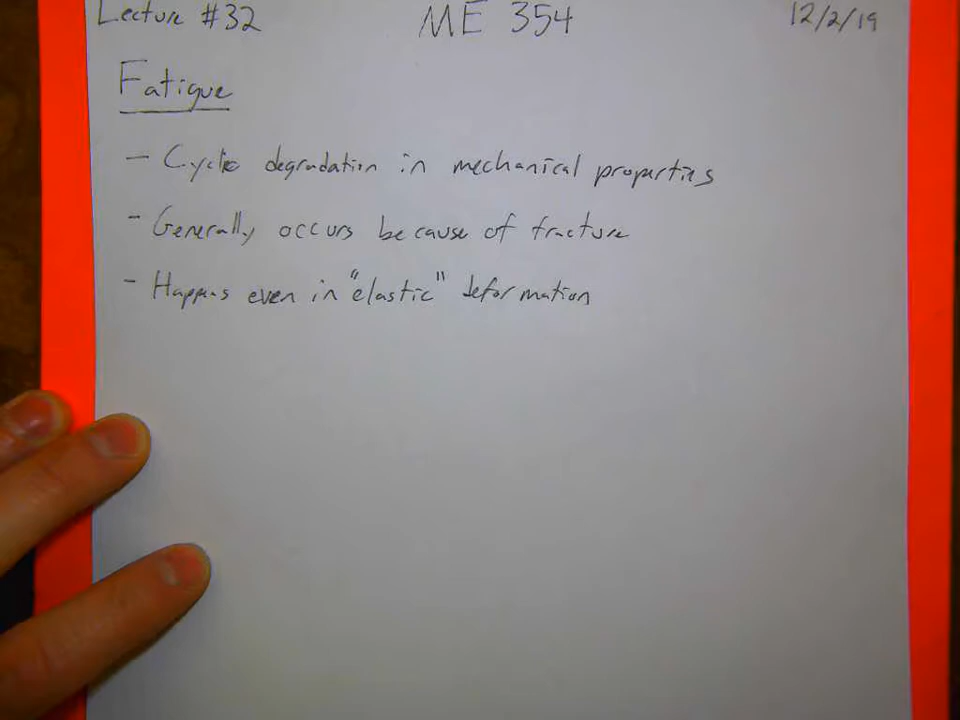 Lecture #32 ME 354 12/2/19
Fatigue
- Cyclic degradation in mechanical properties
- Generally occurs because of fracture
- Happens even in "elastic" deformation